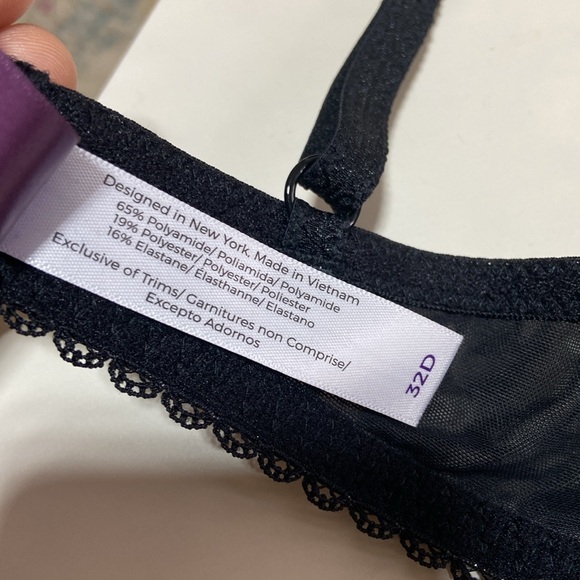 Designed in New York. Made in Vietnam
65% Polyamide/ Poliamida/ Polyamide
19% Polyester/ Polyester/ Poliester
16% Elastane/ Élasthanne/ Elastano
Exclusive of Trims/ Garnitures non Comprise/
Excepto Adornos
32D